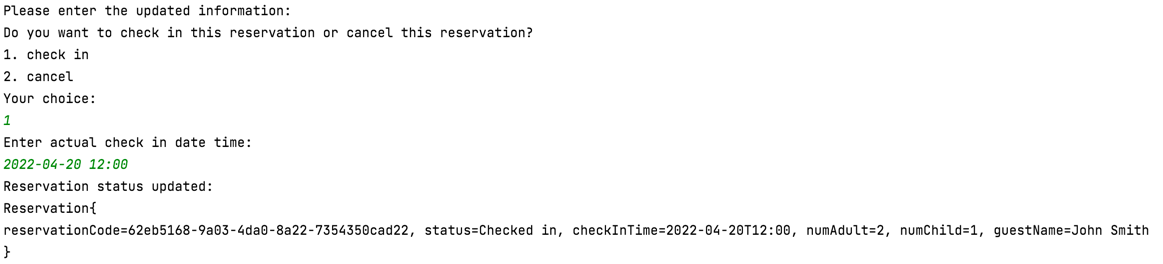 Please enter the updated information:
Do you want to check in this reservation or cancel this reservation?
1. check in
2. cancel
Your choice:
1
Enter actual check in date time:
2022-04-20 12:00
Reservation status updated:
Reservation{
reservationCode=62eb5168-9a03-4da0-8a22-7354350cad22, status=Checked in, checkInTime=2022-04-20T12:00, numAdult=2, numChild=1, guestName=John Smith
}